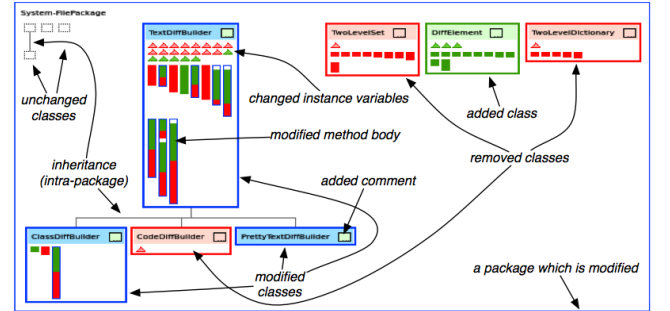 System-FilePackage
TextDiffBuilder
TwoLevelSet
DiffElement
TwoLevelDictionary
unchanged
classes
changed instance variables
added class
modified method body
removed classes
inheritance
(intra-package)
added comment
ClassDiffBuilder
CodeDiffBuilder
PrettyTextDiffBuilder
modified
classes
a package which is modified